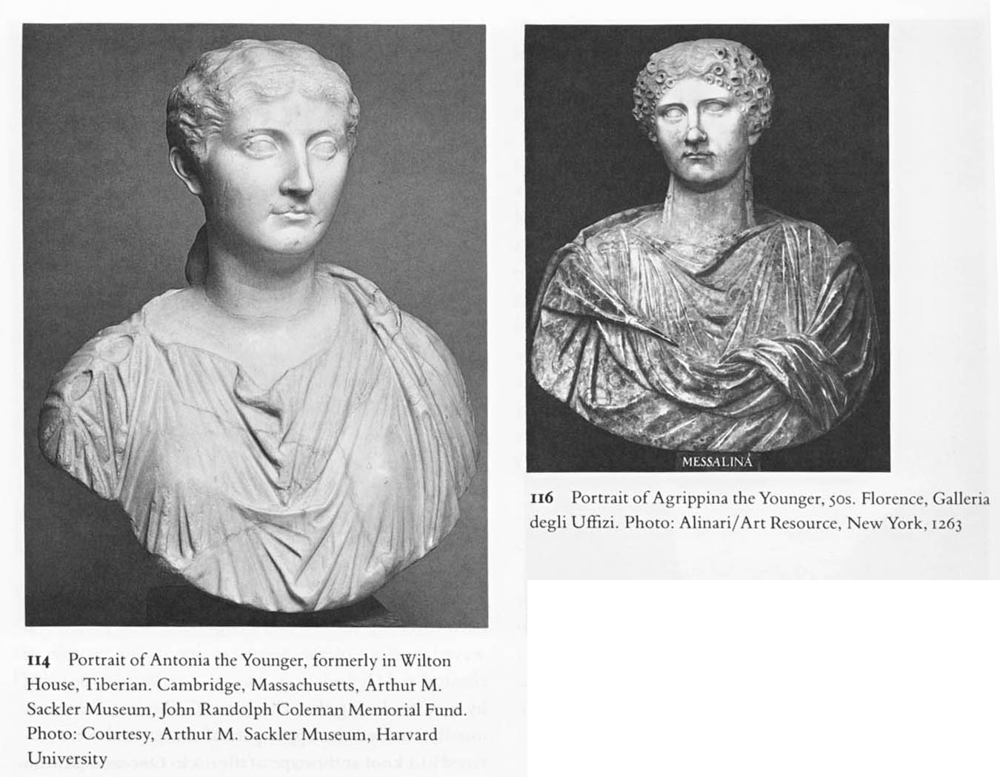 114 Portrait of Antonia the Younger, formerly in Wilton
House, Tiberian. Cambridge, Massachusetts, Arthur M.
Sackler Museum, John Randolph Coleman Memorial Fund.
Photo: Courtesy, Arthur M. Sackler Museum, Harvard
University
MESSALINA
116 Portrait of Agrippina the Younger, 50s. Florence, Galleria
degli Uffizi. Photo: Alinari/Art Resource, New York, 1263